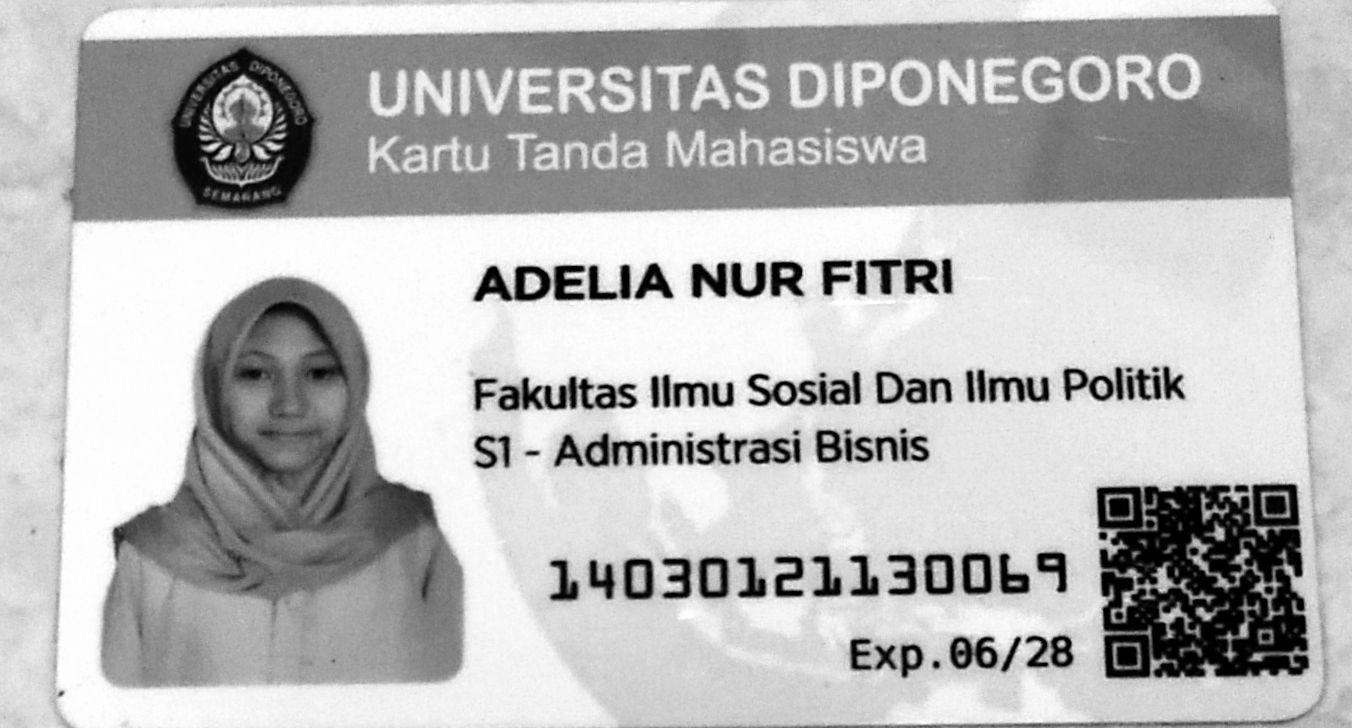 UNIVERSITAS DIPONEGORO
Kartu Tanda Mahasiswa
UNIVERSITAS DIPONEGORO
SEMARANG
ADELIA NUR FITRI
Fakultas Ilmu Sosial Dan Ilmu Politik
S1 - Administrasi Bisnis
14030121130069
Exp.06/28